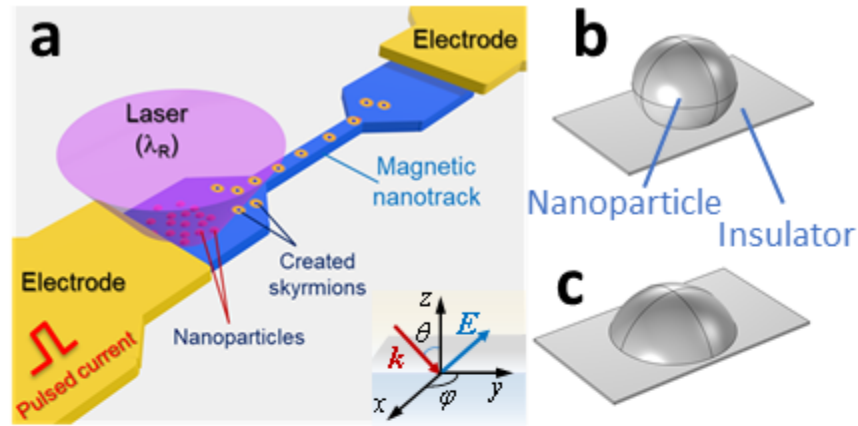 a
Electrode
Laser
(λR)
Magnetic
nanotrack
Created
skyrmions
Electrode
Nanoparticles
Pulsed current
z
θ
E
k
x
φ
y
b
Nanoparticle
Insulator
c